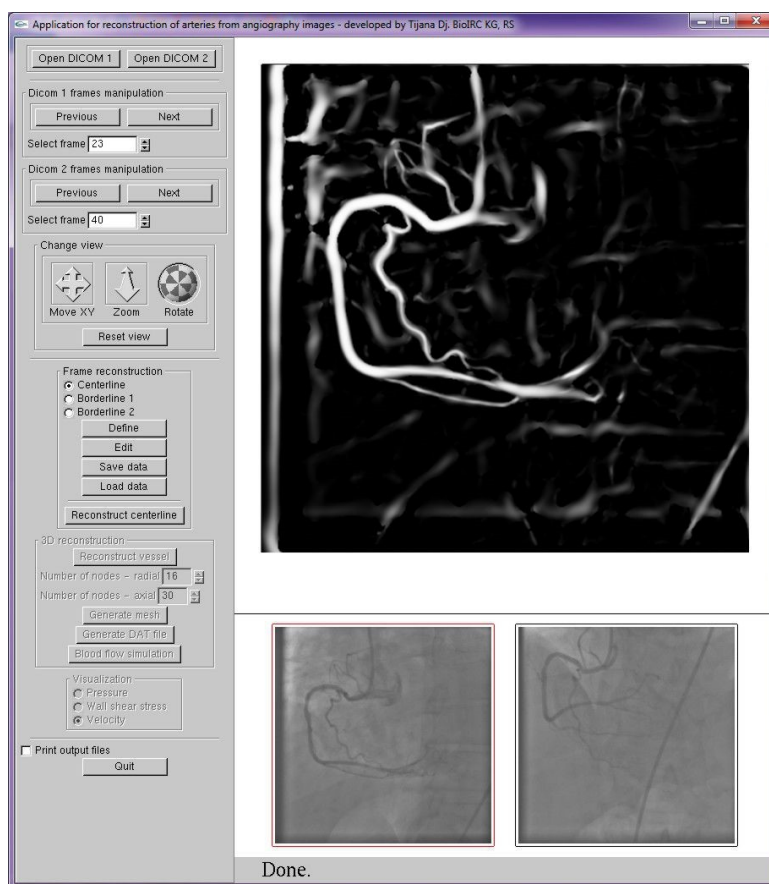 Application for reconstruction of arteries from angiography images - developed by Tijana Dj, BioIRC KG, RS
Open DICOM 1 Open DICOM 2
Dicom 1 frames manipulation
Previous Next
Select frame 23
Dicom 2 frames manipulation
Previous Next
Select frame 40
Change view
Move XY Zoom Rotate
Reset view
Frame reconstruction
Centerline
Borderline 1
Borderline 2
Define
Edit
Save data
Load data
Reconstruct centerline
3D reconstruction
Reconstruct vessel
Number of nodes - radial 16
Number of nodes - axial 30
Generate mesh
Generate DAT file
Blood flow simulation
Visualization
Pressure
Wall shear stress
Velocity
Print output files
Quit
Done.